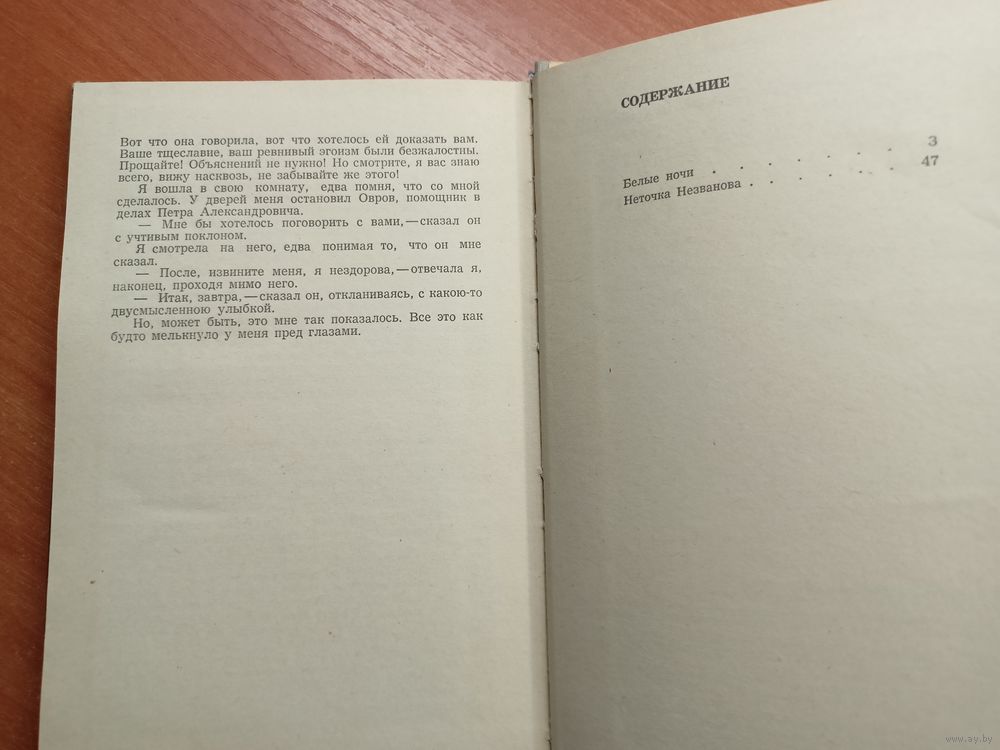 Вот что она говорила, вот что хотелось ей доказать вам.
Ваше тщеславие, ваш ревнивый эгоизм были безжалостны.
Прощайте! Объяснений не нужно! Но смотрите, я вас знаю
всего, вижу насквозь, не забывайте же этого!
Я вошла в свою комнату, едва помня, что со мной
сделалось. У дверей меня остановил Овров, помощник в
делах Петра Александровича.
— Мне бы хотелось поговорить с вами,—сказал он
с учтивым поклоном.
Я смотрела на него, едва понимая то, что он мне
сказал.
— После, извините меня, я нездорова,—отвечала я,
наконец, проходя мимо него.
— Итак, завтра,—сказал он, откланиваясь, с какою-то
двусмысленною улыбкой.
Но, может быть, это мне так показалось. Все это как
будто мелькнуло у меня пред глазами.
СОДЕРЖАНИЕ
Белые ночи . . . . . . . 3
Неточка Незванова . . . . . . 47
www.ay.by